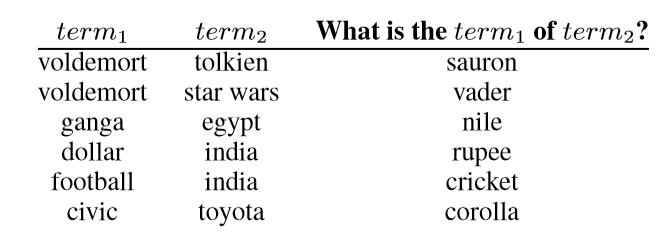 term₁ term₂ What is the term₁ of term₂?
voldemort tolkien sauron
voldemort star wars vader
ganga egypt nile
dollar india rupee
football india cricket
civic toyota corolla